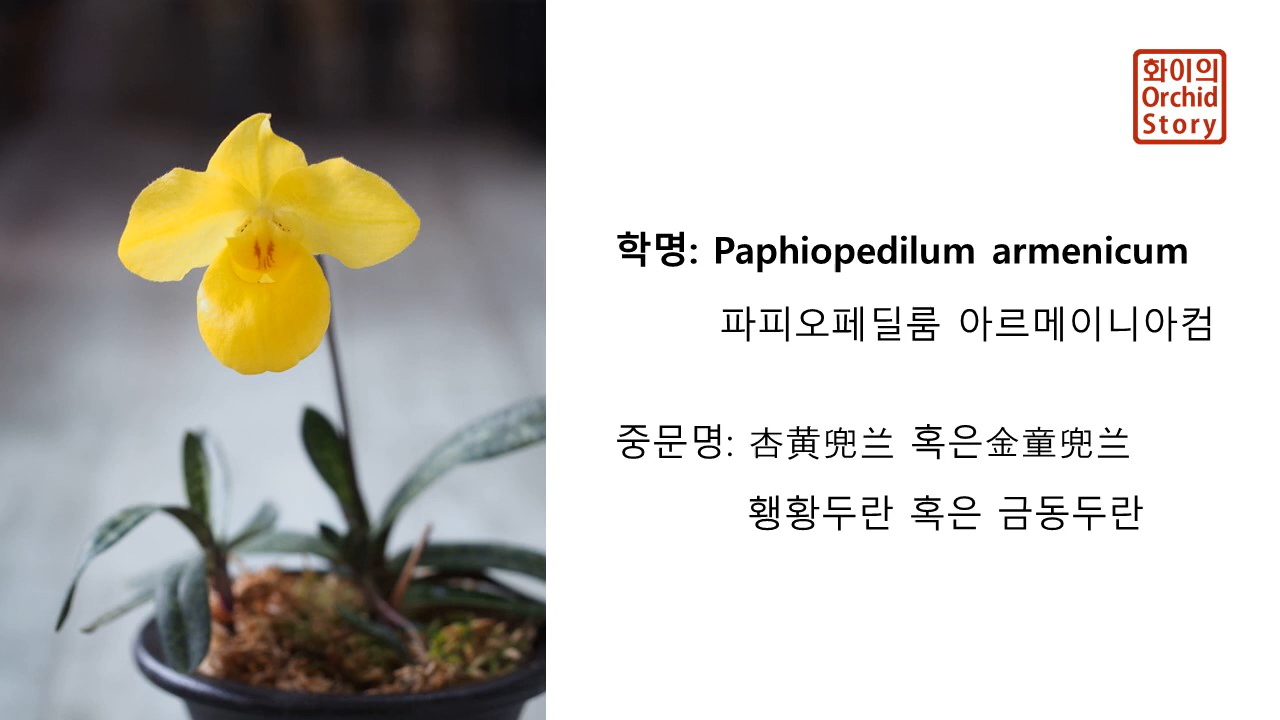 화이의
Orchid
Story
학명: Paphiopedilum armenicum
파피오페딜룸 아르메이니아컴
중문명: 杏黄兜兰 혹은金童兜兰
행황두란 혹은 금동두란